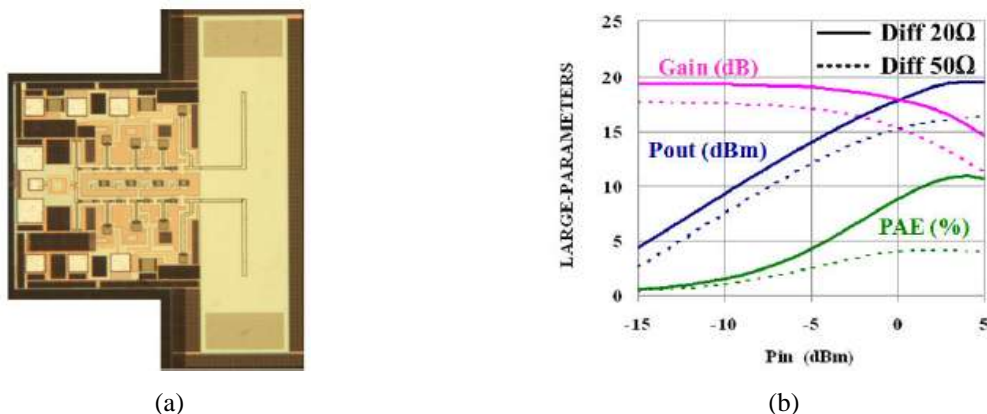 25
20
15
10
5
0
-15
-10
-5
0
5
LARGE-PARAMETERS
Pin (dBm)
Diff 20Ω
Diff 50Ω
Gain (dB)
Pout (dBm)
PAE (%)
(a)
(b)